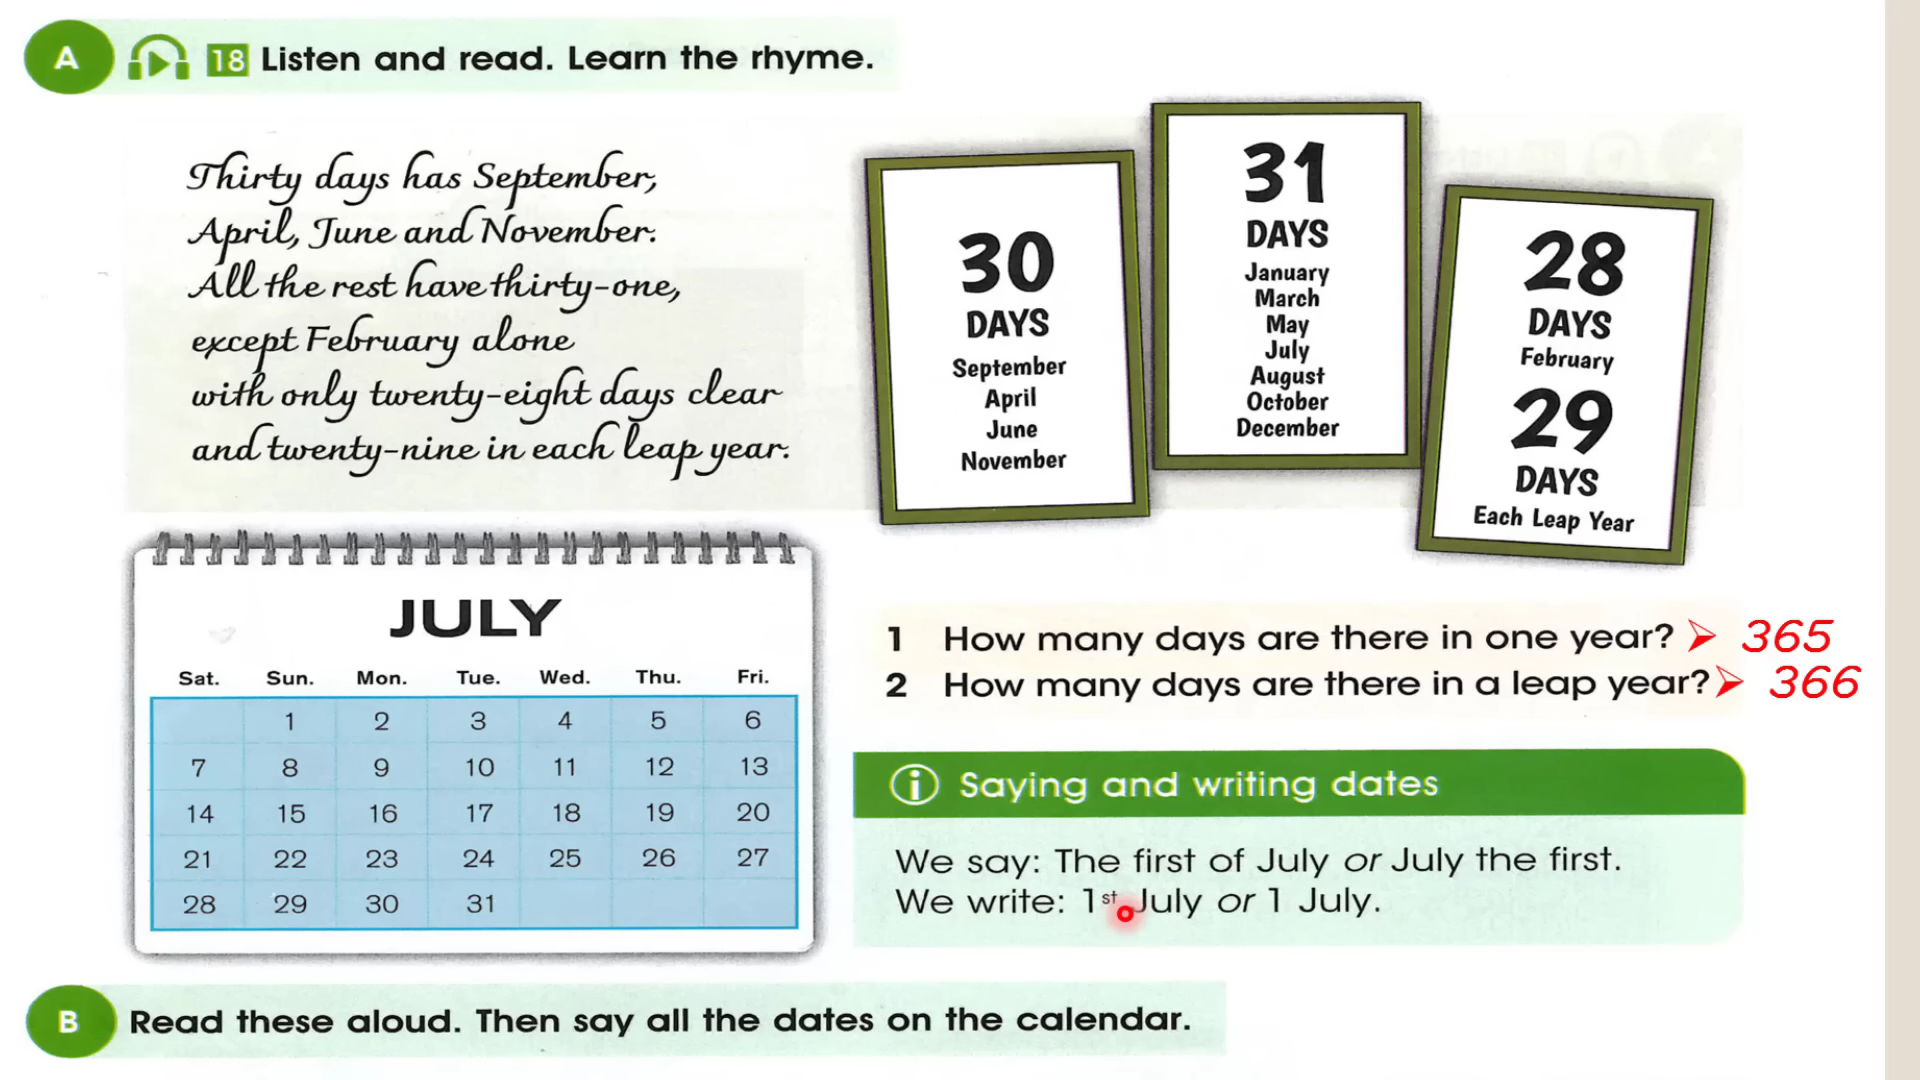 A 18 Listen and read. Learn the rhyme.
Thirty days has September,
April, June and November.
All the rest have thirty-one,
except February alone
with only twenty-eight days clear
and twenty-nine in each leap year.
30
DAYS
September
April
June
November
31
DAYS
January
March
May
July
August
October
December
28
DAYS
February
29
DAYS
Each Leap Year
JULY
Sat. Sun. Mon. Tue. Wed. Thu. Fri.
1 2 3 4 5 6
7 8 9 10 11 12 13
14 15 16 17 18 19 20
21 22 23 24 25 26 27
28 29 30 31
1 How many days are there in one year? ➢ 365
2 How many days are there in a leap year? ➢ 366
i Saying and writing dates
We say: The first of July or July the first.
We write: 1st July or 1 July.
B Read these aloud. Then say all the dates on the calendar.